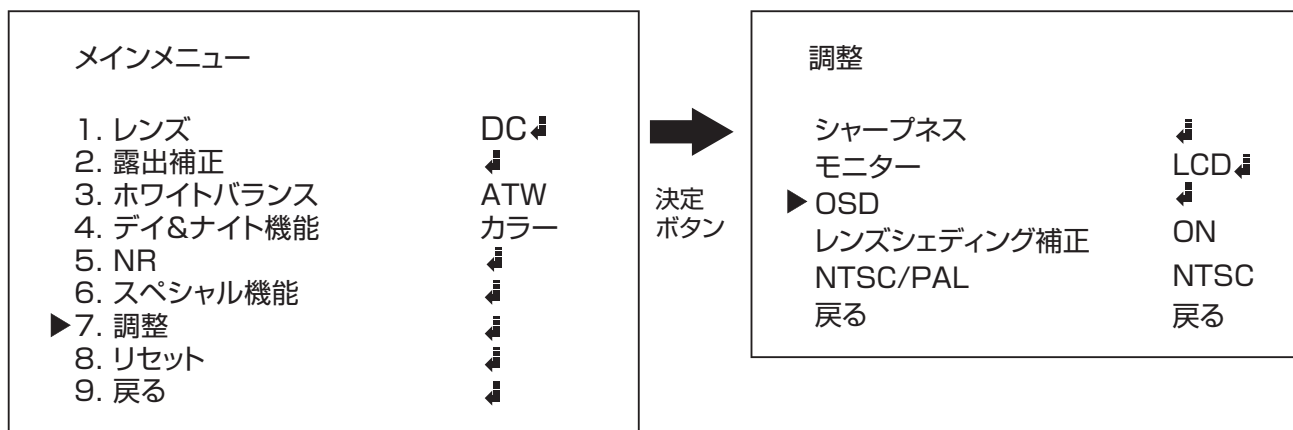 メインメニュー
1. レンズ DC↲
2. 露出補正 ↲
3. ホワイトバランス ATW
4. デイ&ナイト機能 カラー
5. NR ↲
6. スペシャル機能 ↲
▶7. 調整 ↲
8. リセット ↲
9. 戻る ↲
決定
ボタン
調整
シャープネス ↲
モニター LCD↲
▶OSD ↲
レンズシェディング補正 ON
NTSC/PAL NTSC
戻る 戻る